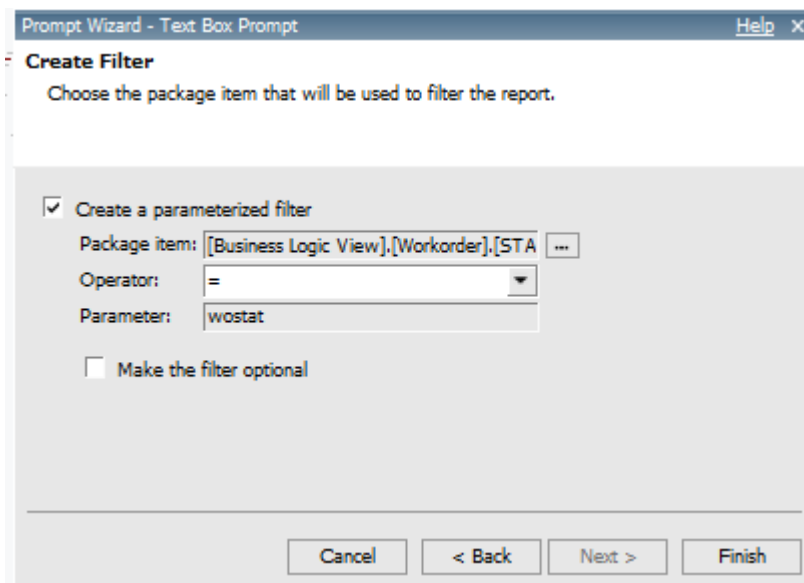 Prompt Wizard - Text Box Prompt Help X
Create Filter
Choose the package item that will be used to filter the report.
Create a parameterized filter
Package item: [Business Logic View].[Workorder].[STA ...
Operator: =
Parameter: wostat
Make the filter optional
Cancel < Back Next > Finish